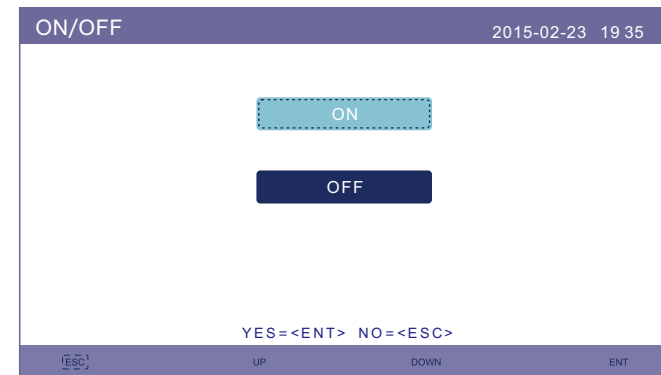 ON/OFF 2015-02-23 19 35
ON
OFF
YES=<ENT> NO=<ESC>
ESC UP DOWN ENT